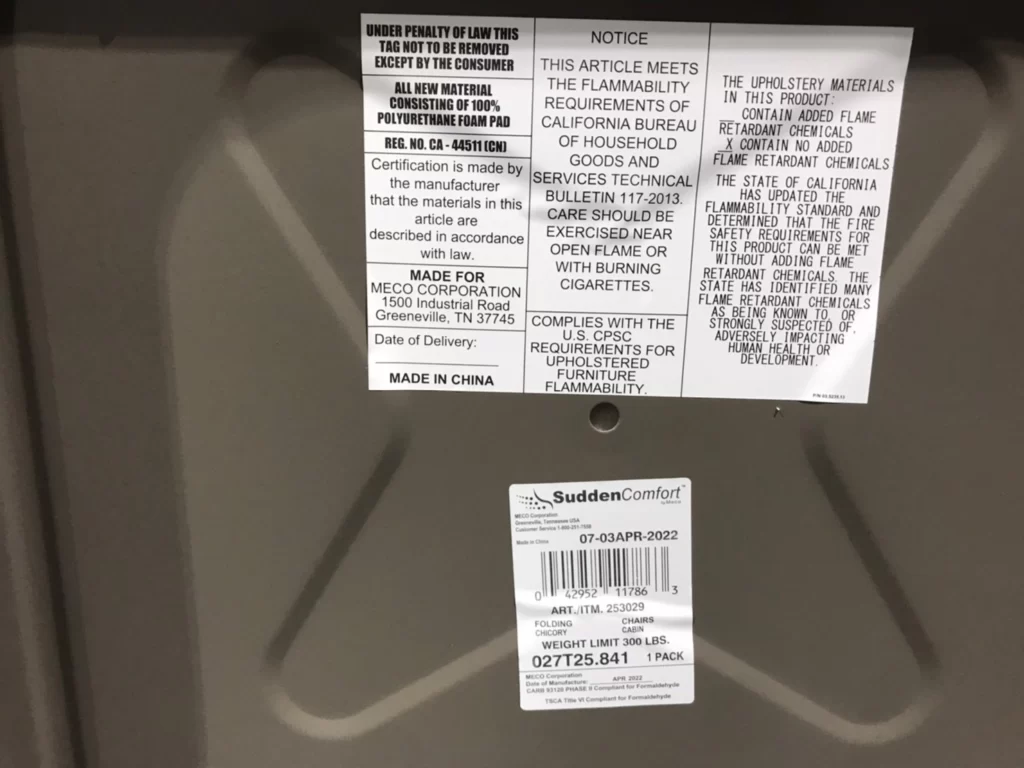 UNDER PENALTY OF LAW THIS
TAG NOT TO BE REMOVED
EXCEPT BY THE CONSUMER
ALL NEW MATERIAL
CONSISTING OF 100%
POLYURETHANE FOAM PAD
REG. NO. CA - 44511 (CN)
Certification is made by
the manufacturer
that the materials in this
article are
described in accordance
with law.
MADE FOR
MECO CORPORATION
1500 Industrial Road
Greeneville, TN 37745
Date of Delivery:
MADE IN CHINA
NOTICE
THIS ARTICLE MEETS
THE FLAMMABILITY
REQUIREMENTS OF
CALIFORNIA BUREAU
OF HOUSEHOLD
GOODS AND
SERVICES TECHNICAL
BULLETIN 117-2013.
CARE SHOULD BE
EXERCISED NEAR
OPEN FLAME OR
WITH BURNING
CIGARETTES.
COMPLIES WITH THE
U.S. CPSC
REQUIREMENTS FOR
UPHOLSTERED
FURNITURE
FLAMMABILITY.
THE UPHOLSTERY MATERIALS
IN THIS PRODUCT:
__ CONTAIN ADDED FLAME
RETARDANT CHEMICALS
X CONTAIN NO ADDED
FLAME RETARDANT CHEMICALS
THE STATE OF CALIFORNIA
HAS UPDATED THE
FLAMMABILITY STANDARD AND
DETERMINED THAT THE FIRE
SAFETY REQUIREMENTS FOR
THIS PRODUCT CAN BE MET
WITHOUT ADDING FLAME
RETARDANT CHEMICALS. THE
STATE HAS IDENTIFIED MANY
FLAME RETARDANT CHEMICALS
AS BEING KNOWN TO, OR
STRONGLY SUSPECTED OF,
ADVERSELY IMPACTING
HUMAN HEALTH OR
DEVELOPMENT.
SuddenComfort™
by Meco
MECO Corporation
Greeneville, Tennessee USA
Customer Service
Made in China
07-03APR-2022
0 42952 11786 3
ART./ITM. 253029
FOLDING CHAIRS
CHICORY CABIN
WEIGHT LIMIT 300 LBS.
027T25.841 1 PACK
MECO Corporation
Date of Manufacture: APR 2022
CARB 93120 PHASE II Compliant for Formaldehyde
TSCA Title VI Compliant for Formaldehyde